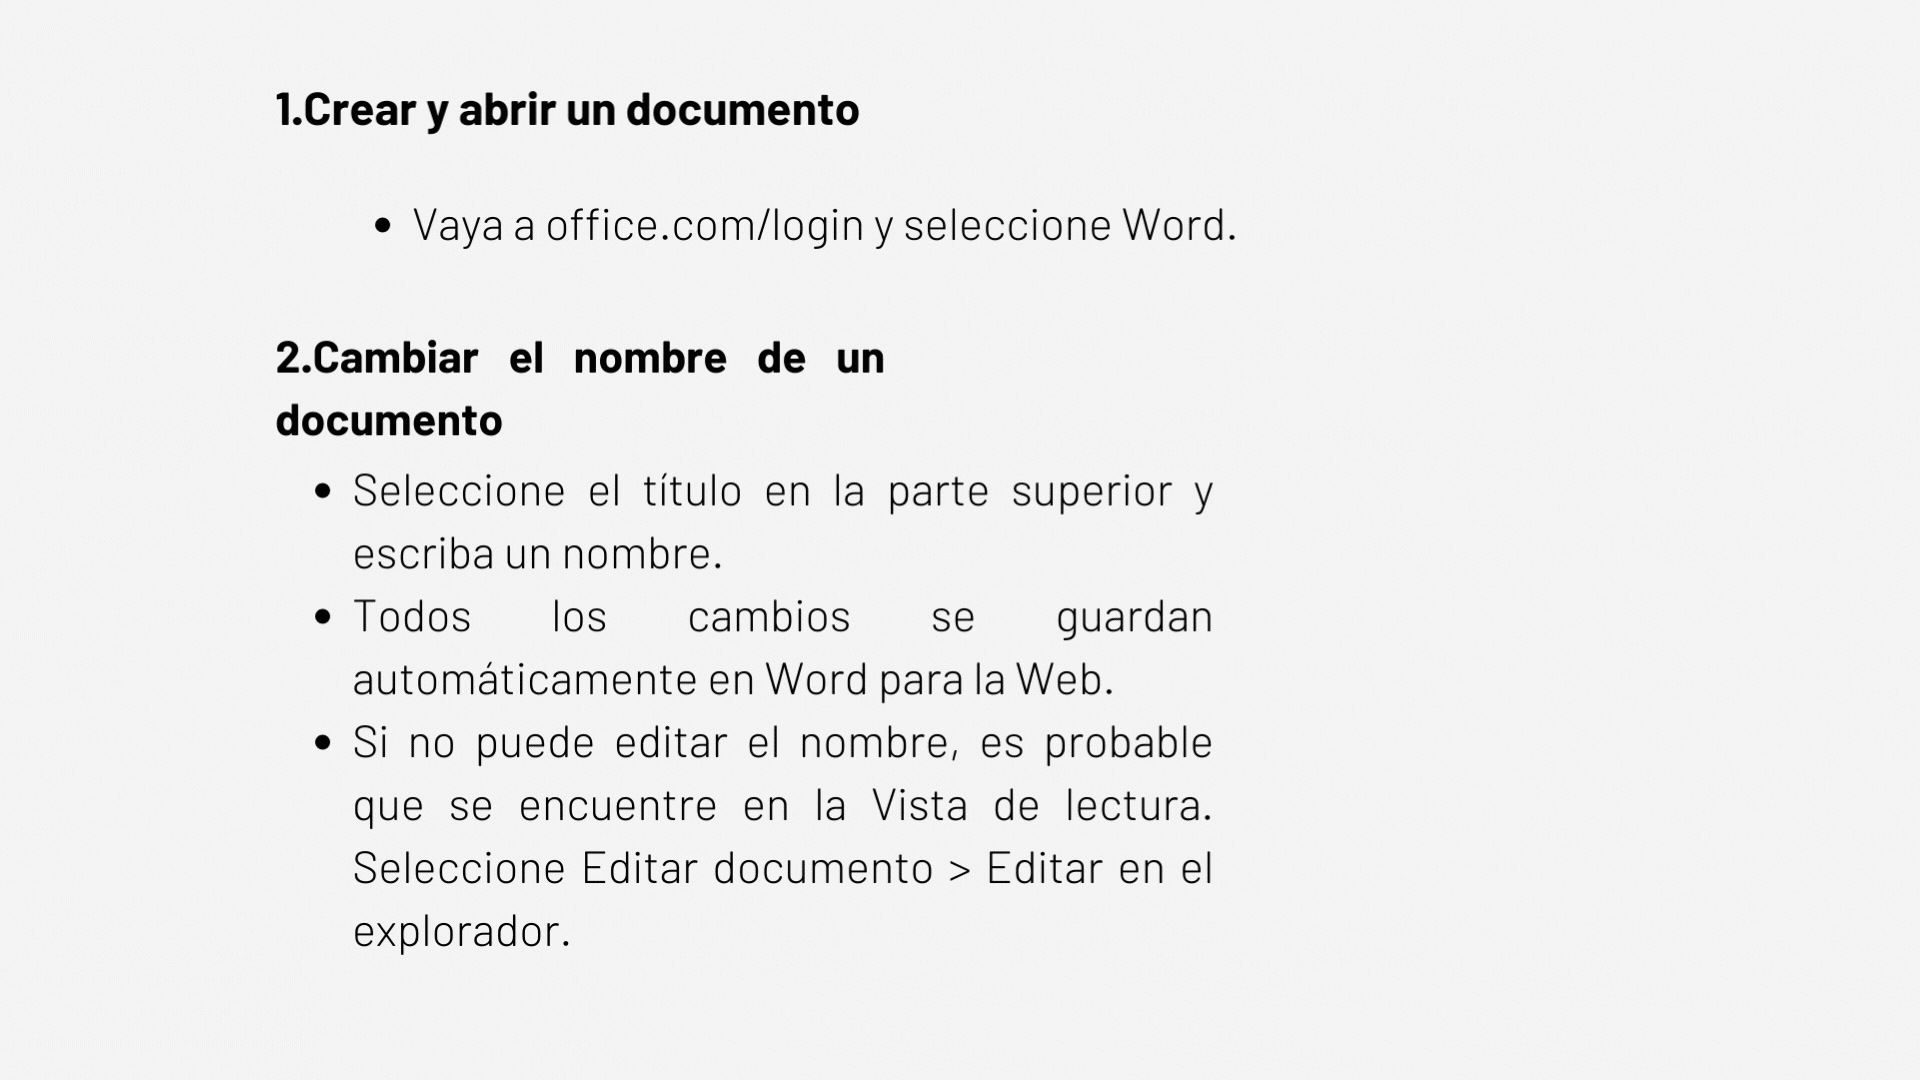 1.Crear y abrir un documento
• Vaya a office.com/login y seleccione Word.
2.Cambiar el nombre de un
documento
• Seleccione el título en la parte superior y
escriba un nombre.
• Todos los cambios se guardan
automáticamente en Word para la Web.
• Si no puede editar el nombre, es probable
que se encuentre en la Vista de lectura.
Seleccione Editar documento > Editar en el
explorador.